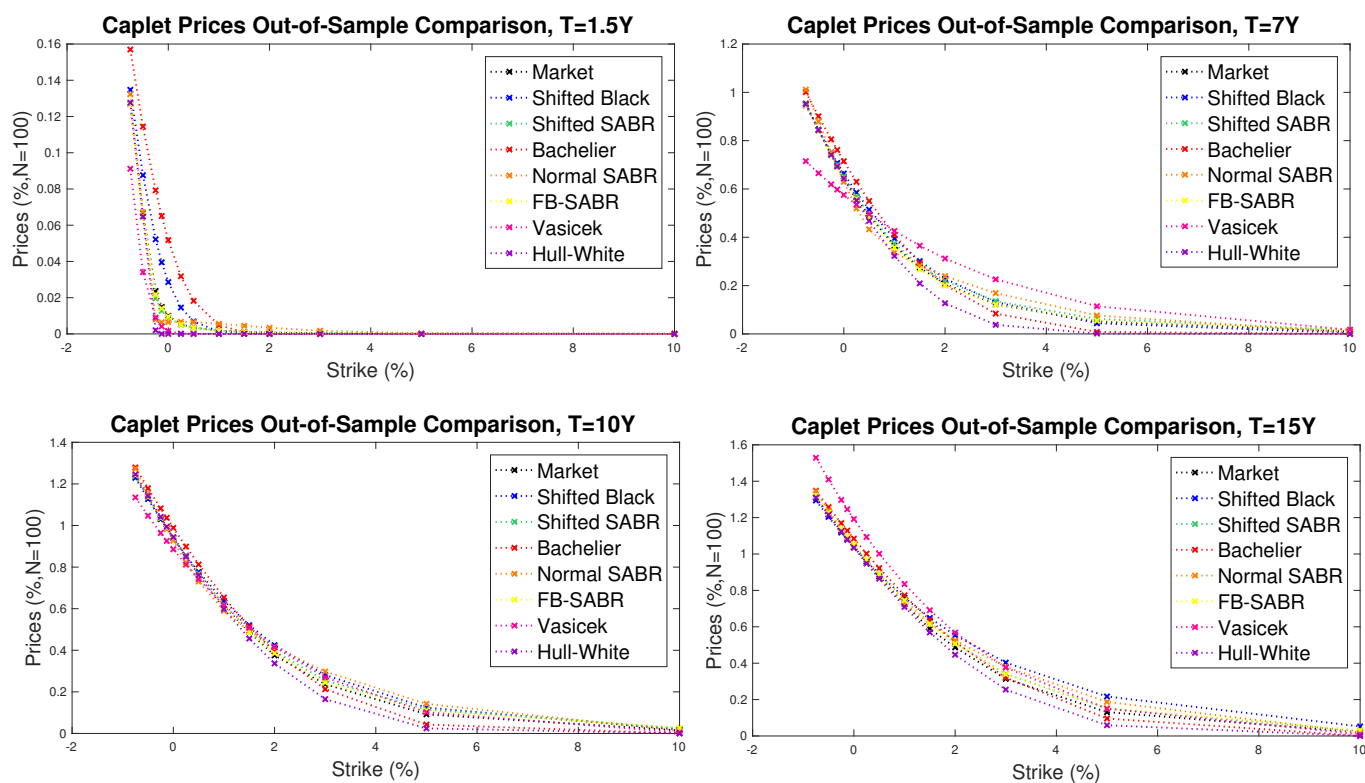 Caplet Prices Out-of-Sample Comparison, T=1.5Y
Prices (%,N=100)
0.16
0.14
0.12
0.1
0.08
0.06
0.04
0.02
0
-2 0 2 4 6 8 10
Strike (%)
Market
Shifted Black
Shifted SABR
Bachelier
Normal SABR
FB-SABR
Vasicek
Hull-White
Caplet Prices Out-of-Sample Comparison, T=7Y
Prices (%,N=100)
1.2
1
0.8
0.6
0.4
0.2
0
-2 0 2 4 6 8 10
Strike (%)
Market
Shifted Black
Shifted SABR
Bachelier
Normal SABR
FB-SABR
Vasicek
Hull-White
Caplet Prices Out-of-Sample Comparison, T=10Y
Prices (%,N=100)
1.4
1.2
1
0.8
0.6
0.4
0.2
0
-2 0 2 4 6 8 10
Strike (%)
Market
Shifted Black
Shifted SABR
Bachelier
Normal SABR
FB-SABR
Vasicek
Hull-White
Caplet Prices Out-of-Sample Comparison, T=15Y
Prices (%,N=100)
1.6
1.4
1.2
1
0.8
0.6
0.4
0.2
0
-2 0 2 4 6 8 10
Strike (%)
Market
Shifted Black
Shifted SABR
Bachelier
Normal SABR
FB-SABR
Vasicek
Hull-White